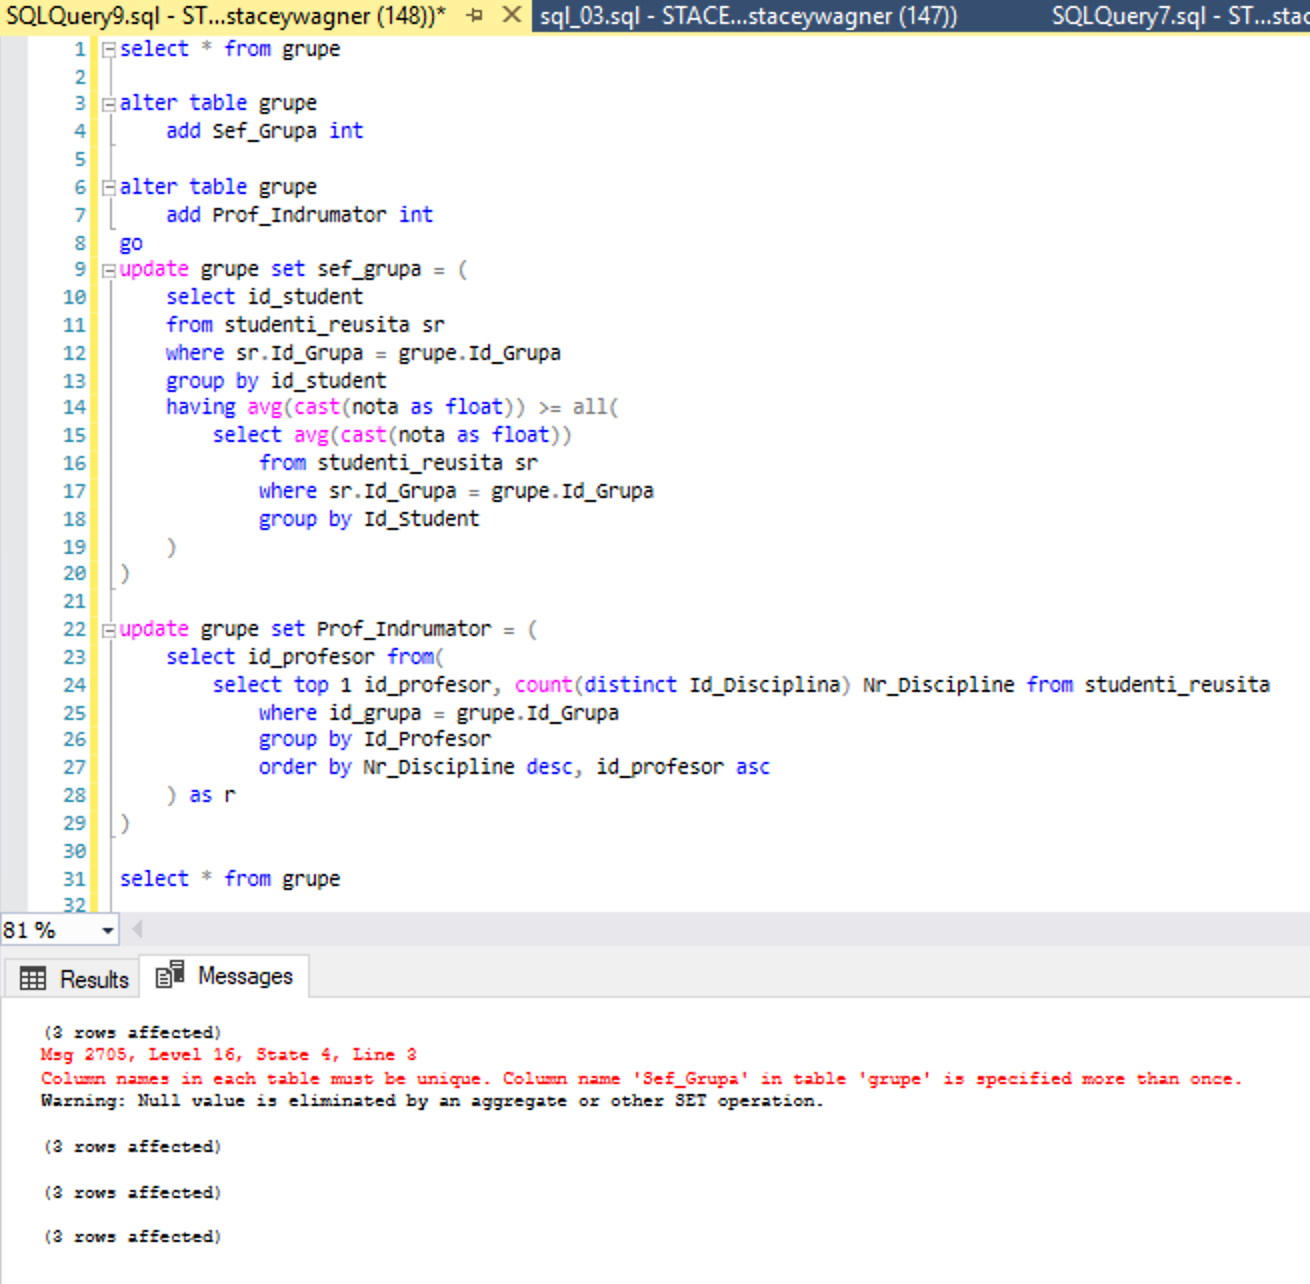 SQLQuery9.sql - ST...staceywagner (148))* sql_03.sql - STACE...staceywagner (147)) SQLQuery7.sql - ST...stac
1 select * from grupe
2
3 alter table grupe
4 add Sef_Grupa int
5
6 alter table grupe
7 add Prof_Indrumator int
8 go
9 update grupe set sef_grupa = (
10 select id_student
11 from studenti_reusita sr
12 where sr.Id_Grupa = grupe.Id_Grupa
13 group by id_student
14 having avg(cast(nota as float)) >= all(
15 select avg(cast(nota as float))
16 from studenti_reusita sr
17 where sr.Id_Grupa = grupe.Id_Grupa
18 group by Id_Student
19 )
20 )
21
22 update grupe set Prof_Indrumator = (
23 select id_profesor from(
24 select top 1 id_profesor, count(distinct Id_Disciplina) Nr_Discipline from studenti_reusita
25 where id_grupa = grupe.Id_Grupa
26 group by Id_Profesor
27 order by Nr_Discipline desc, id_profesor asc
28 ) as r
29 )
30
31 select * from grupe
32
81 %
Results Messages
(3 rows affected)
Msg 2705, Level 16, State 4, Line 3
Column names in each table must be unique. Column name 'Sef_Grupa' in table 'grupe' is specified more than once.
Warning: Null value is eliminated by an aggregate or other SET operation.
(3 rows affected)
(3 rows affected)
(3 rows affected)